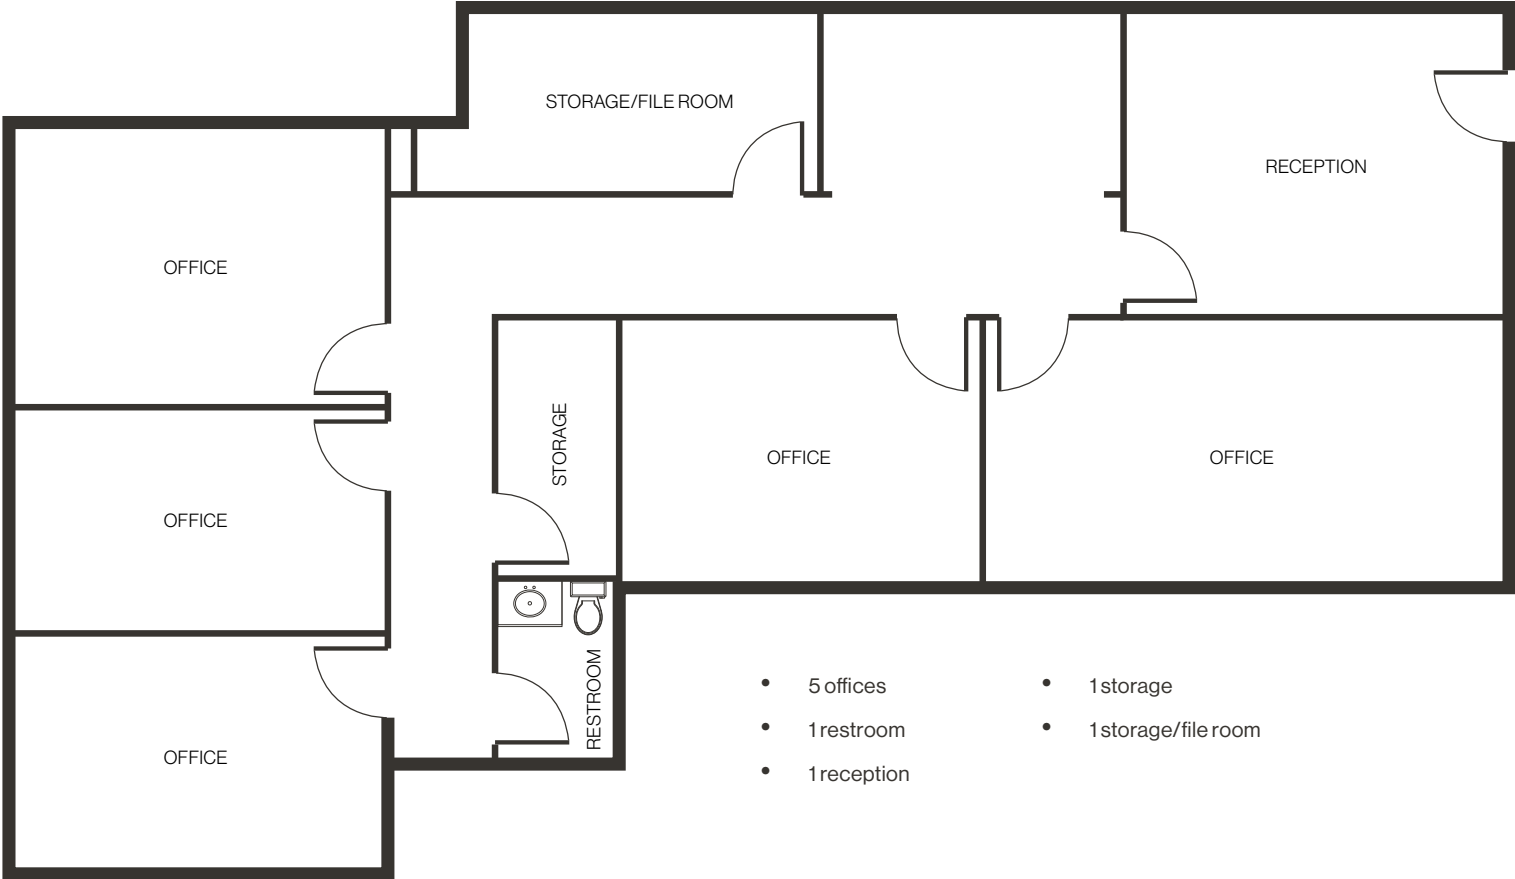 STORAGE/FILE ROOM
RECEPTION
OFFICE
STORAGE
OFFICE
OFFICE
OFFICE
RESTROOM
OFFICE
• 5 offices
• 1 restroom
• 1 reception
• 1 storage
• 1 storage/file room